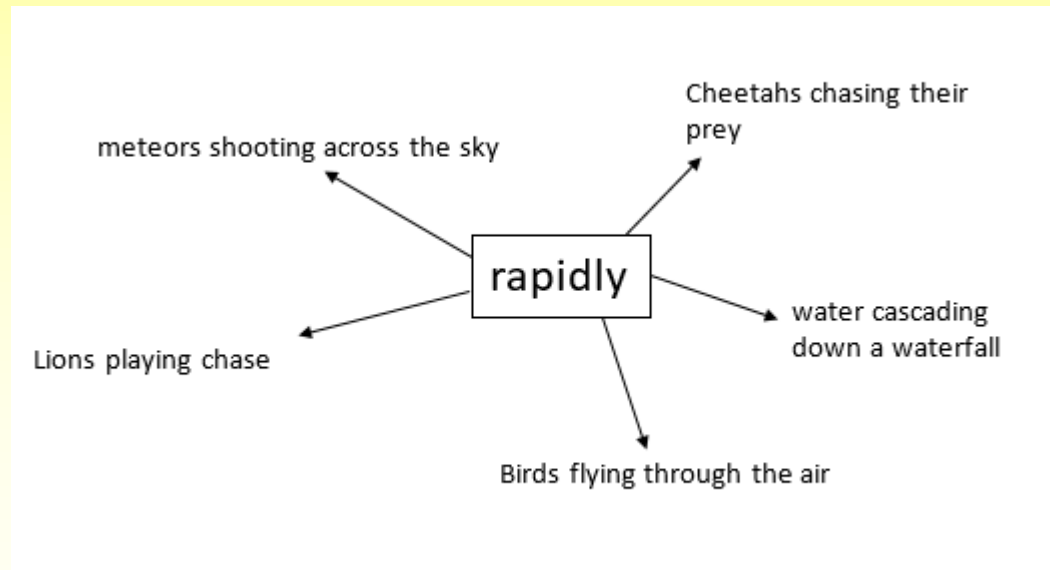 Cheetahs chasing their
prey
meteors shooting across the sky
rapidly
water cascading
down a waterfall
Lions playing chase
Birds flying through the air